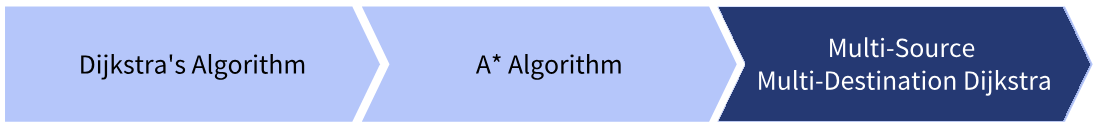 Dijkstra's Algorithm
A* Algorithm
Multi-Source
Multi-Destination Dijkstra